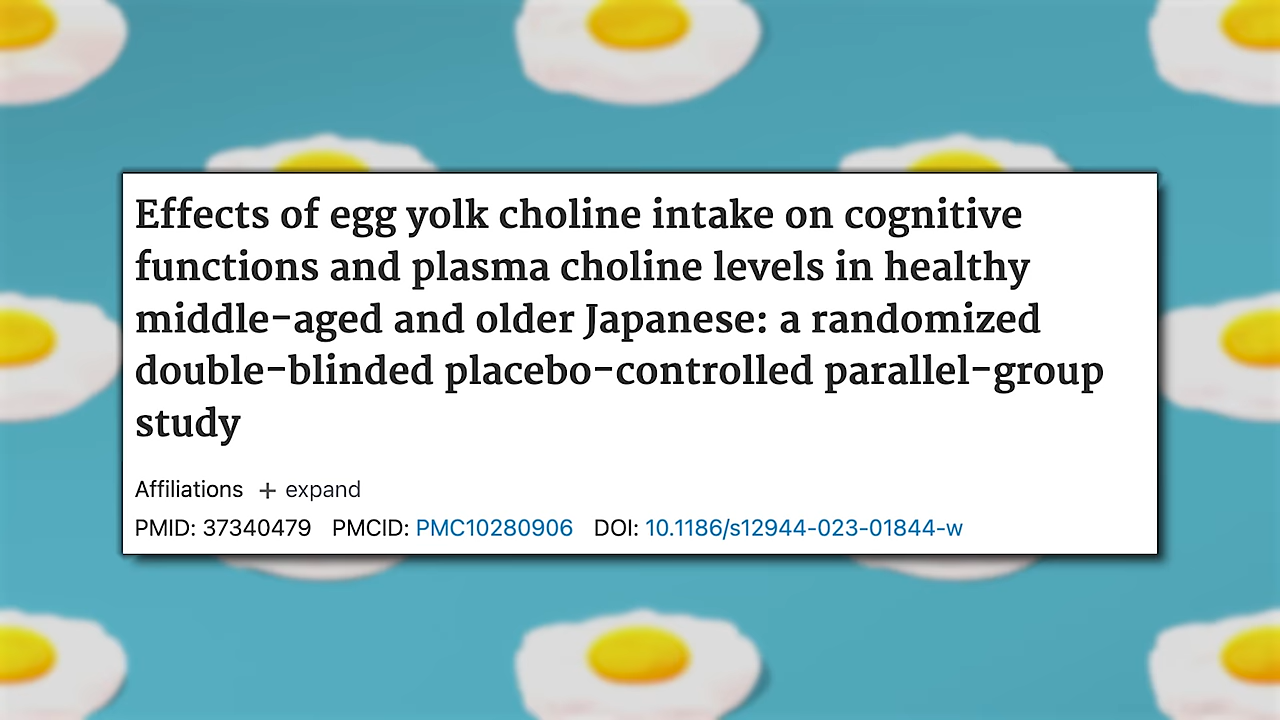 Effects of egg yolk choline intake on cognitive
functions and plasma choline levels in healthy
middle-aged and older Japanese: a randomized
double-blinded placebo-controlled parallel-group
study
Affiliations + expand
PMID: 37340479 PMCID: PMC10280906 DOI: 10.1186/s12944-023-01844-w